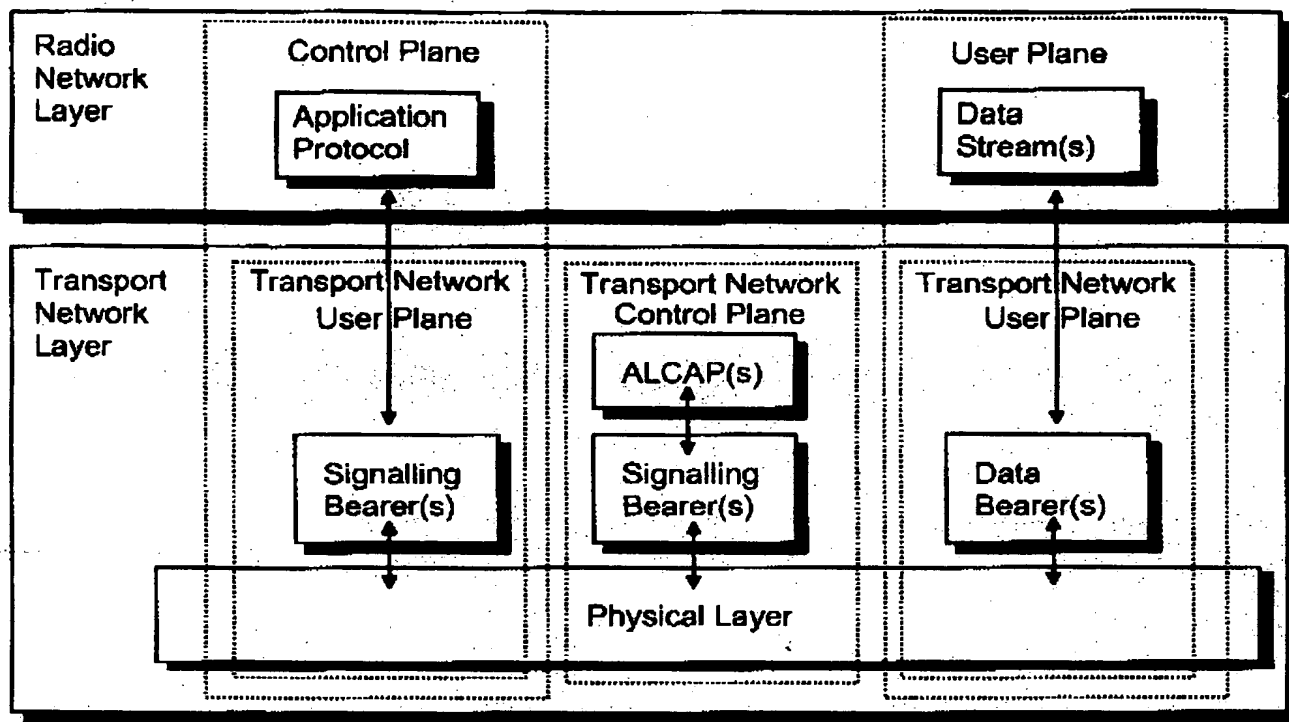 Radio
Network
Layer
Control Plane
User Plane
Application
Protocol
Data
Stream(s)
Transport
Network
Layer
Transport Network
User Plane
Transport Network
Control Plane
Transport Network
User Plane
ALCAP(s)
Signalling
Bearer(s)
Signalling
Bearer(s)
Data
Bearer(s)
Physical Layer